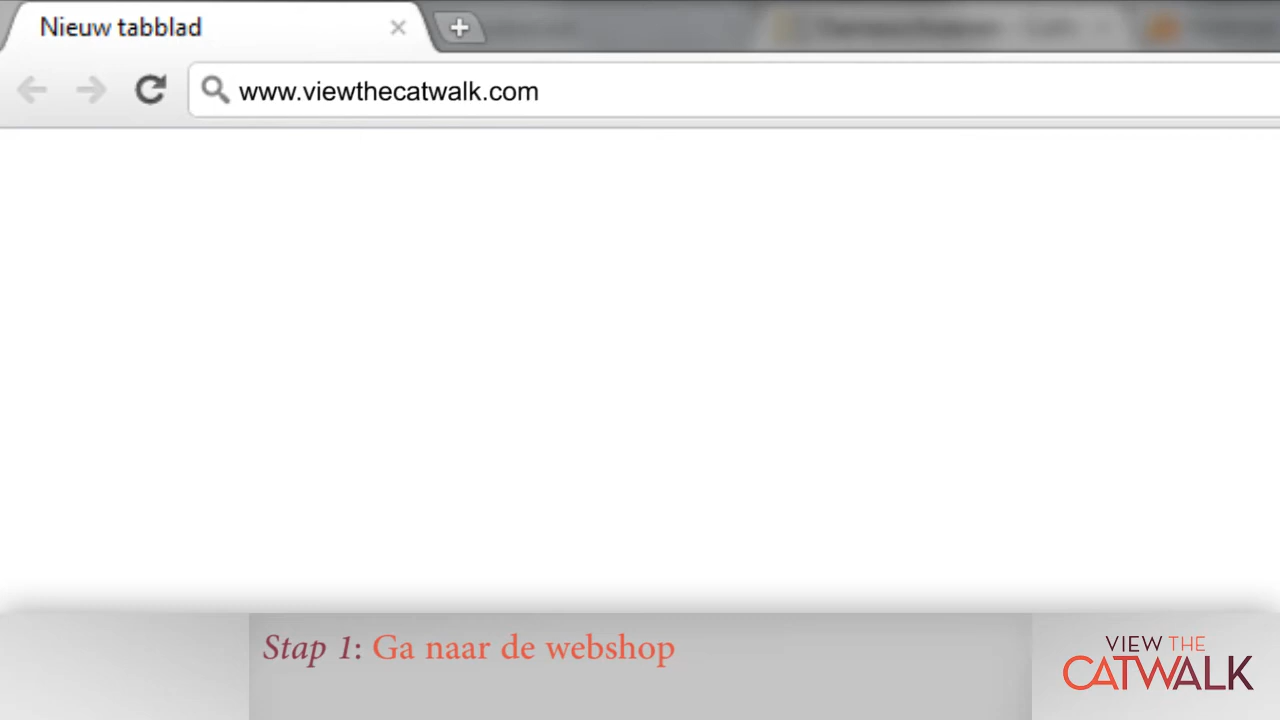 Nieuw tabblad
www.viewthecatwalk.com
Stap 1: Ga naar de webshop
VIEW THE
CATWALK